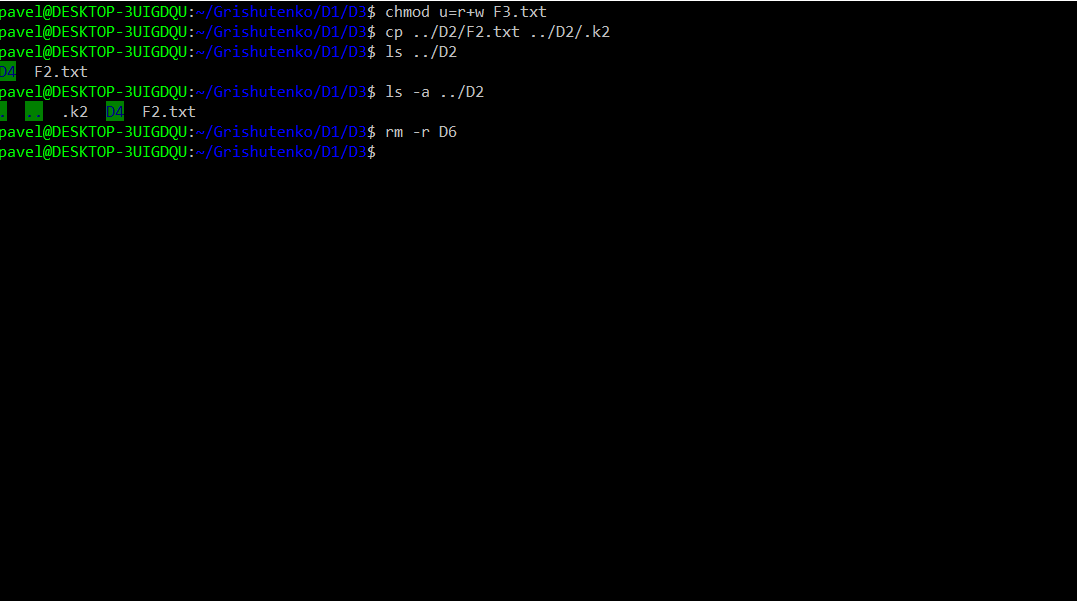 pavel@DESKTOP-3UIGDQU:~/Grishutenko/D1/D3$ chmod u=r+w F3.txt
pavel@DESKTOP-3UIGDQU:~/Grishutenko/D1/D3$ cp ../D2/F2.txt ../D2/.k2
pavel@DESKTOP-3UIGDQU:~/Grishutenko/D1/D3$ ls ../D2
D4  F2.txt
pavel@DESKTOP-3UIGDQU:~/Grishutenko/D1/D3$ ls -a ../D2
.  ..  .k2  D4  F2.txt
pavel@DESKTOP-3UIGDQU:~/Grishutenko/D1/D3$ rm -r D6
pavel@DESKTOP-3UIGDQU:~/Grishutenko/D1/D3$